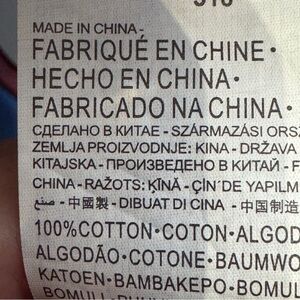 MADE IN CHINA -
FABRIQUÉ EN CHINE •
HECHO EN CHINA •
FABRICADO NA CHINA •
СДЕЛАНО В КИТАЕ - SZÁRMAZÁSI ORSZ
ZEMLJA PROIZVODNJE: KINA - DRŽAVA
KITAJSKA - ПРОИЗВЕДЕНО В КИТАЙ - F
CHINA - RAŽOTS: ĶĪNĀ - ÇİN'DE YAPILM
- 中國製 - DIBUAT DI CINA - 中国制造
100%COTTON • COTON • ALGOD
ALGODÃO • COTONE • BAUMWO
KATOEN • BAMBAKEPO • BOMU